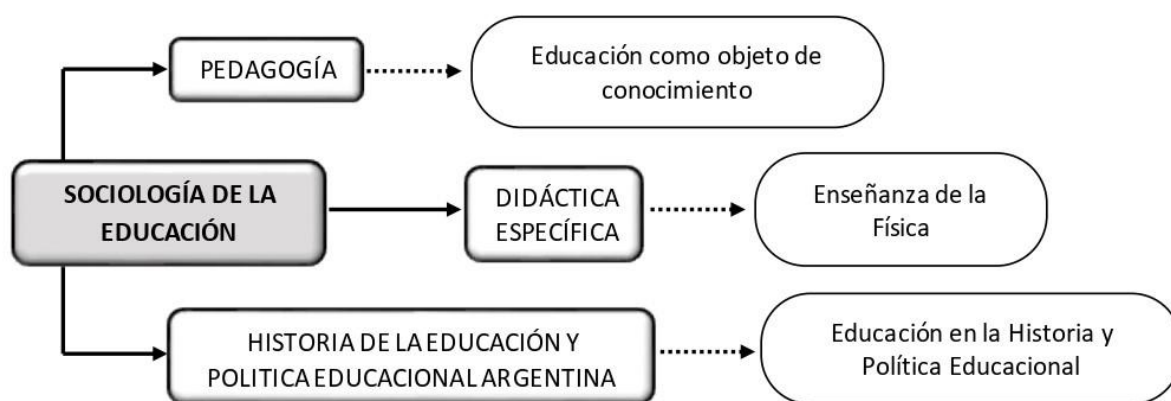 PEDAGOGÍA
Educación como objeto de
conocimiento
SOCIOLOGÍA DE LA
EDUCACIÓN
DIDÁCTICA
ESPECÍFICA
Enseñanza de la
Física
HISTORIA DE LA EDUCACIÓN Y
POLITICA EDUCACIONAL ARGENTINA
Educación en la Historia y
Política Educacional